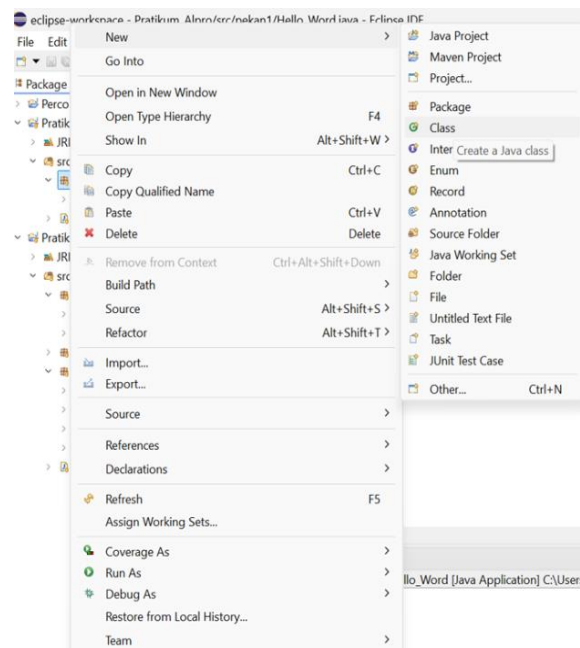 eclipse-workspace - Pratikum_Alpro/src/pekan1/Hello_Word.java - Eclipse IDE
File Edit
Package
Perco
Pratik
JRE
src
Pratik
JRE
src
New
Go Into
Open in New Window
Open Type Hierarchy F4
Show In Alt+Shift+W >
Copy Ctrl+C
Copy Qualified Name
Paste Ctrl+V
Delete Delete
Remove from Context Ctrl+Alt+Shift+Down
Build Path
Source Alt+Shift+S >
Refactor Alt+Shift+T >
Import...
Export...
Source
References
Declarations
Refresh F5
Assign Working Sets...
Coverage As
Run As
Debug As
Restore from Local History...
Team
Java Project
Maven Project
Project...
Package
Class
Inter
Create a Java class
Enum
Record
Annotation
Source Folder
Java Working Set
Folder
File
Untitled Text File
Task
JUnit Test Case
Other... Ctrl+N
llo_Word [Java Application] C:\User